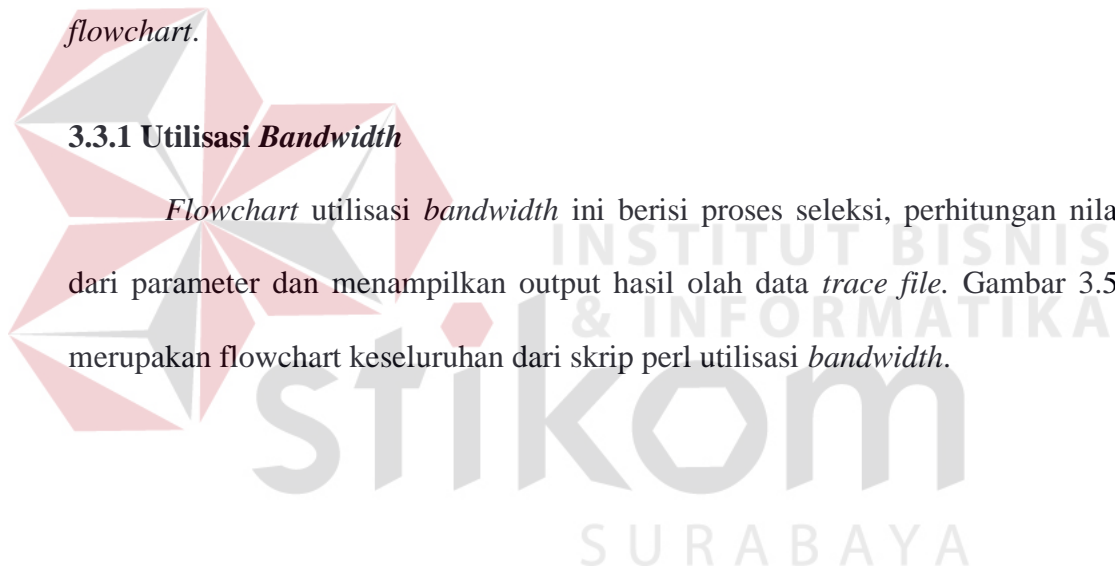 flowchart.
3.3.1 Utilisasi Bandwidth
Flowchart utilisasi bandwidth ini berisi proses seleksi, perhitungan nila
dari parameter dan menampilkan output hasil olah data trace file. Gambar 3.5
merupakan flowchart keseluruhan dari skrip perl utilisasi bandwidth.
INSTITUT BISNIS
& INFORMATIKA
stikom
SURABAYA